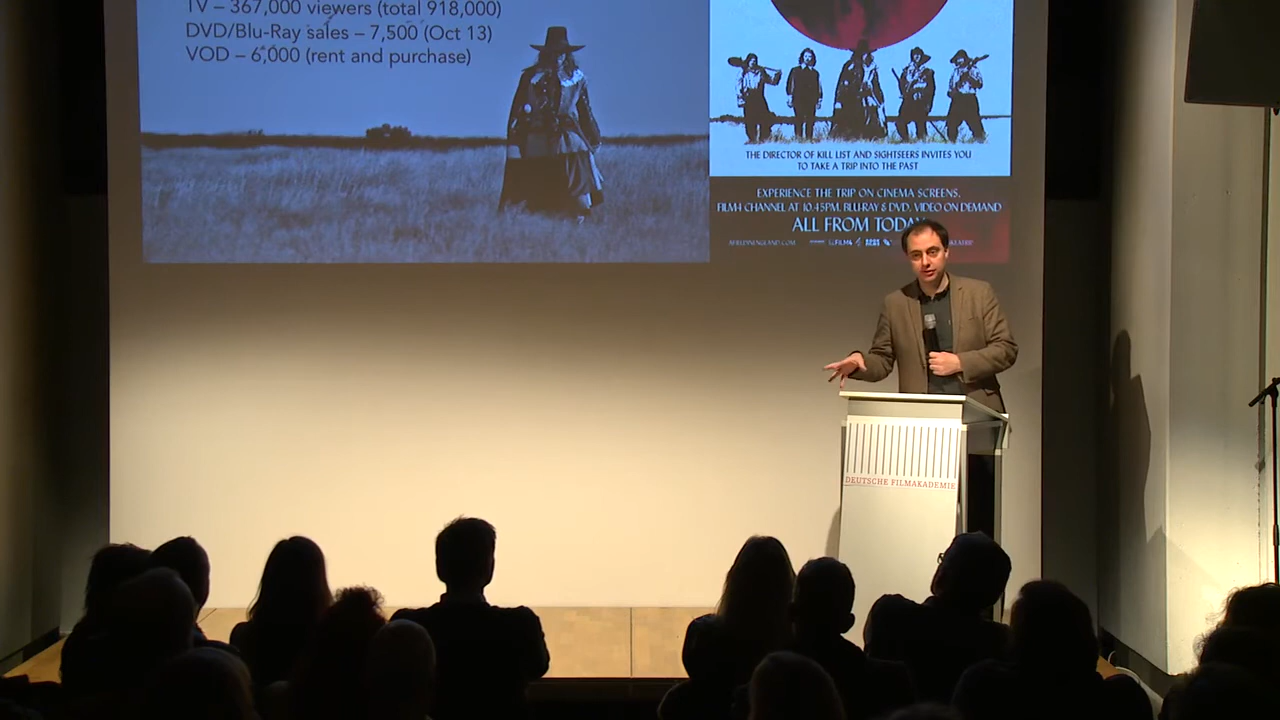 TV – 367,000 viewers (total 918,000)
DVD/Blu-Ray sales – 7,500 (Oct 13)
VOD – 6,000 (rent and purchase)
THE DIRECTOR OF KILL LIST AND SIGHTSEERS INVITES YOU
TO TAKE A TRIP INTO THE PAST
EXPERIENCE THE TRIP ON CINEMA SCREENS,
FILM4 CHANNEL AT 10.45PM, BLU-RAY & DVD, VIDEO ON DEMAND
ALL FROM TODAY
FILM4
DEUTSCHE FILMAKADEMIE